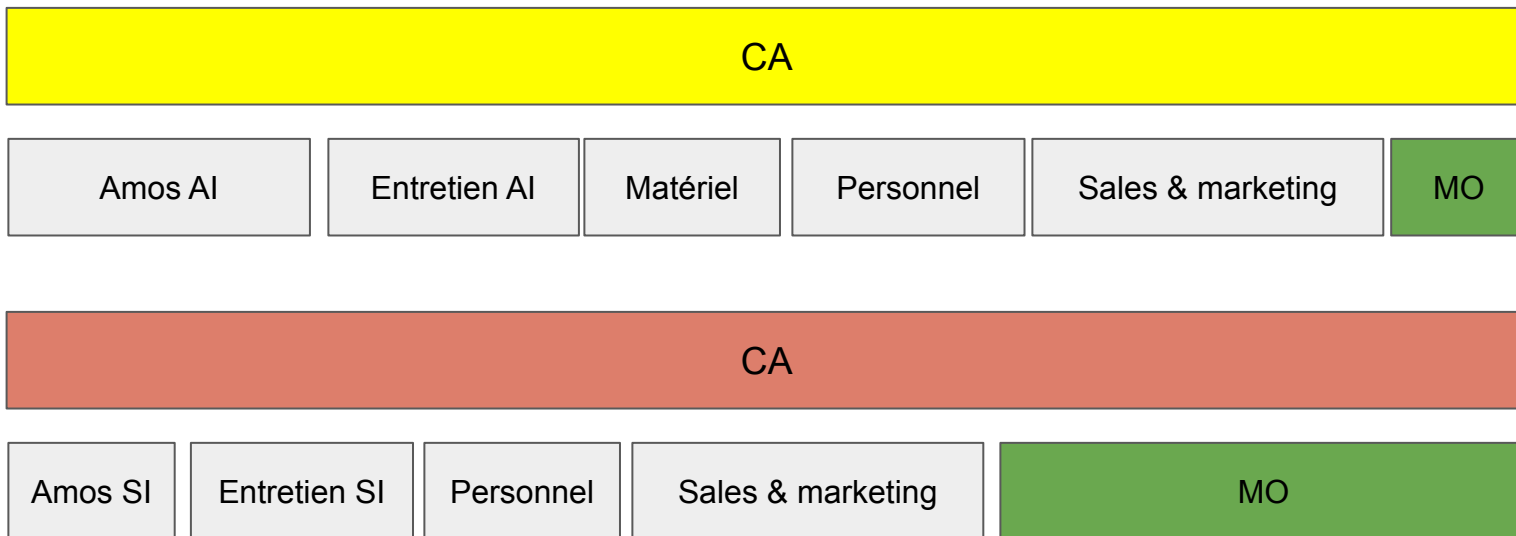 CA
Amos AI
Entretien AI
Matériel
Personnel
Sales & marketing
MO
CA
Amos SI
Entretien SI
Personnel
Sales & marketing
MO